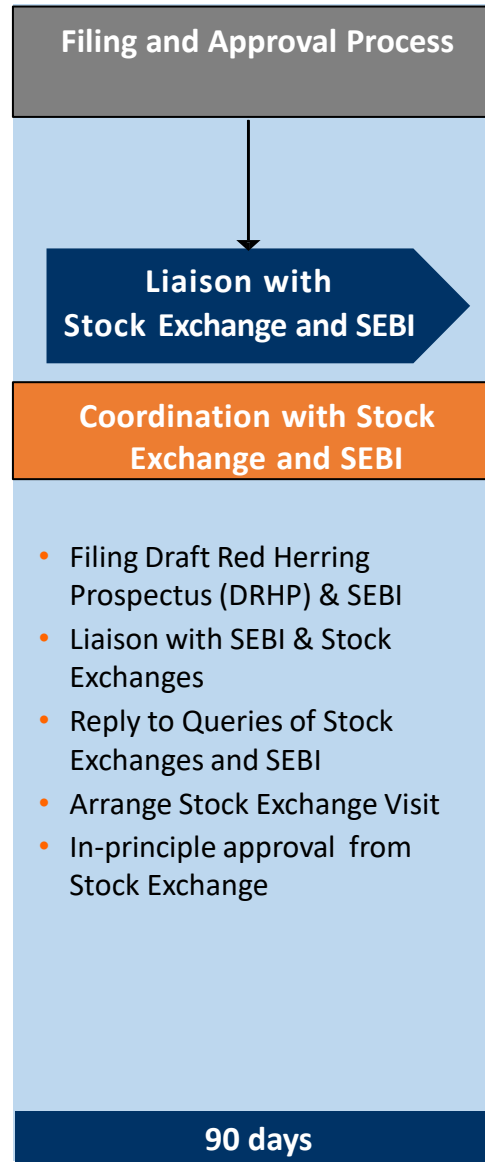 Filing and Approval Process
Liaison with
Stock Exchange and SEBI
Coordination with Stock
Exchange and SEBI
• Filing Draft Red Herring
Prospectus (DRHP) & SEBI
• Liaison with SEBI & Stock
Exchanges
• Reply to Queries of Stock
Exchanges and SEBI
• Arrange Stock Exchange Visit
• In-principle approval from
Stock Exchange
90 days